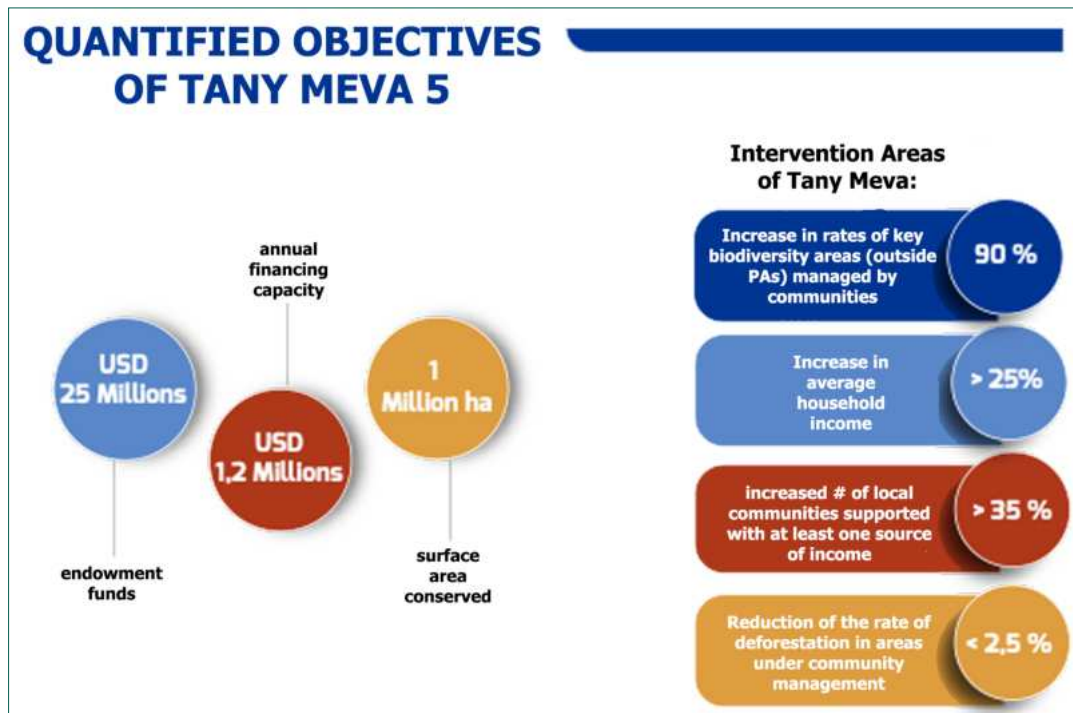 QUANTIFIED OBJECTIVES
OF TANY MEVA 5
annual
financing
capacity
USD
25 Millions
USD
1,2 Millions
1
Million ha
endowment
funds
surface
area
conserved
Intervention Areas
of Tany Meva:
Increase in rates of key
biodiversity areas (outside
PAs) managed by
communities
90 %
Increase in
average
household
income
> 25%
increased # of local
communities supported
with at least one source
of income
> 35 %
Reduction of the rate of
deforestation in areas
under community
management
< 2,5 %